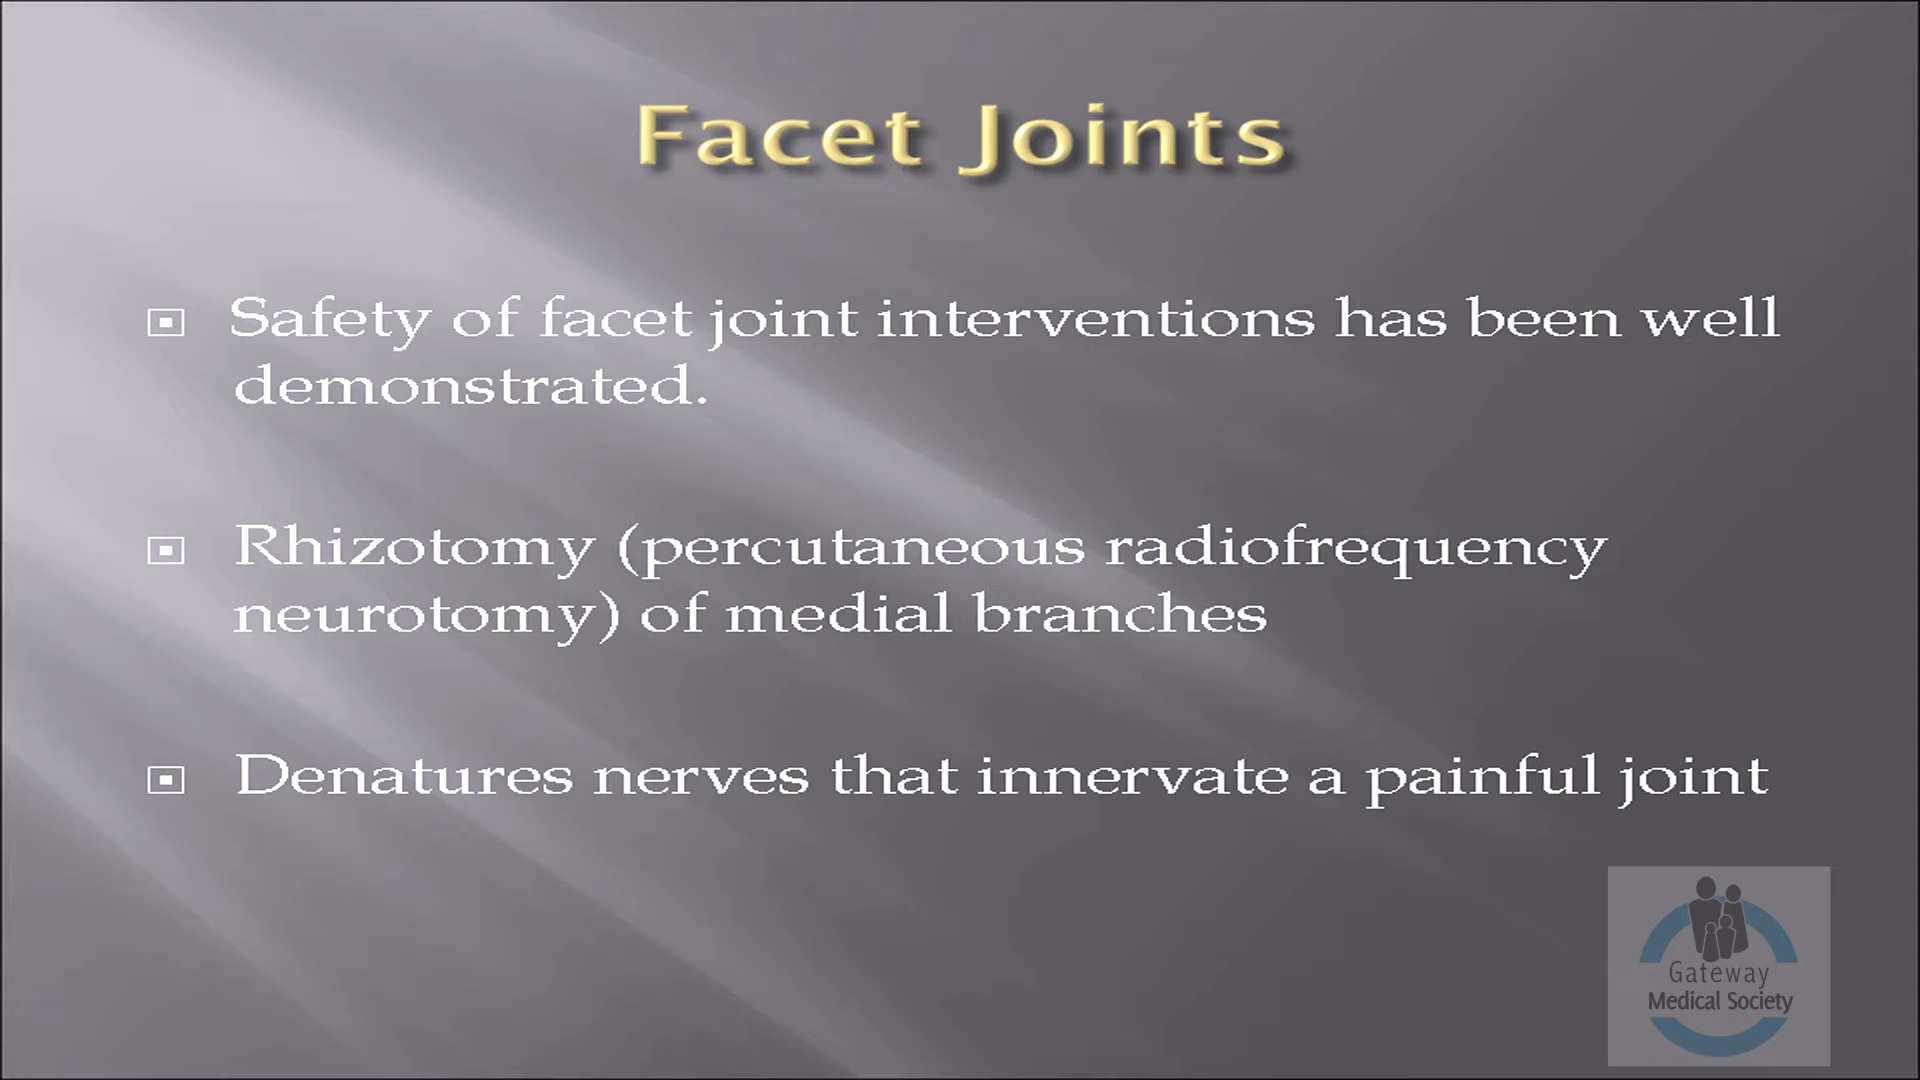 Facet Joints
Safety of facet joint interventions has been well
demonstrated.
Rhizotomy (percutaneous radiofrequency
neurotomy) of medial branches
Denatures nerves that innervate a painful joint
Gateway
Medical Society